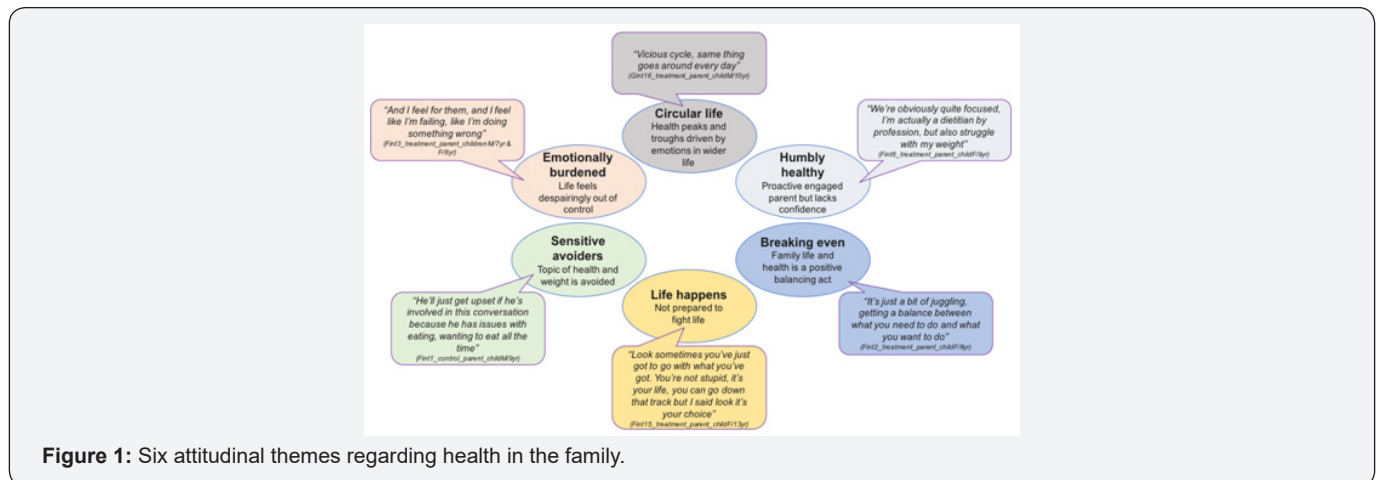 “Vicious cycle, same thing
goes around every day”
(Gint16_treatment_parent_childM/10yr)
Circular life
Health peaks and
troughs driven by
emotions in wider
life
“And I feel for them, and I feel
like I’m failing, like I’m doing
something wrong”
(Fint3_treatment_parent_children M/7yr &
F/8yr)
Emotionally
burdened
Life feels
despairingly out of
control
“We’re obviously quite focused,
I’m actually a dietitian by
profession, but also struggle
with my weight”
(Fint6_treatment_parent_childF/9yr)
Humbly
healthy
Proactive engaged
parent but lacks
confidence
Sensitive
avoiders
Topic of health and
weight is avoided
“He’ll just get upset if he’s
involved in this conversation
because he has issues with
eating, wanting to eat all the
time”
(Fint1_control_parent_childM/9yr)
Life happens
Not prepared to
fight life
“Look sometimes you’ve just
got to go with what you’ve
got. You’re not stupid, it’s
your life, you can go down
that track but I said look it’s
your choice”
(Fint15_treatment_parent_childF/13yr)
Breaking even
Family life and
health is a positive
balancing act
“It’s just a bit of juggling,
getting a balance between
what you need to do and what
you want to do”
(Fint2_treatment_parent_childF/8yr)
Figure 1: Six attitudinal themes regarding health in the family.